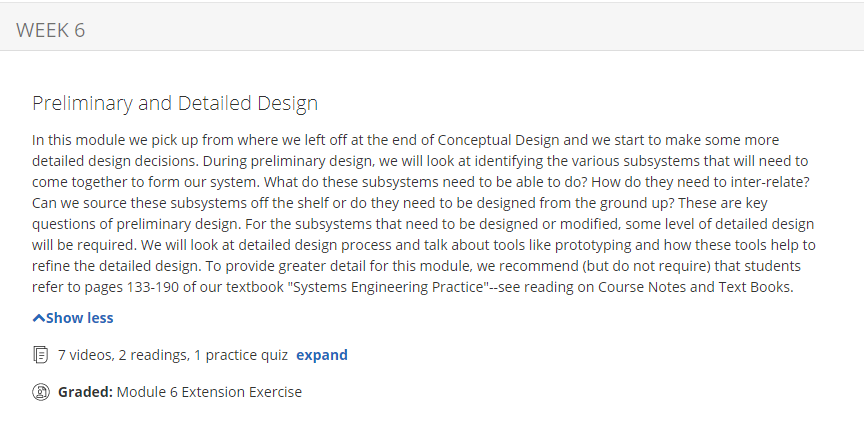 WEEK 6
Preliminary and Detailed Design
In this module we pick up from where we left off at the end of Conceptual Design and we start to make some more
detailed design decisions. During preliminary design, we will look at identifying the various subsystems that will need to
come together to form our system. What do these subsystems need to be able to do? How do they need to inter-relate?
Can we source these subsystems off the shelf or do they need to be designed from the ground up? These are key
questions of preliminary design. For the subsystems that need to be designed or modified, some level of detailed design
will be required. We will look at detailed design process and talk about tools like prototyping and how these tools help to
refine the detailed design. To provide greater detail for this module, we recommend (but do not require) that students
refer to pages 133-190 of our textbook "Systems Engineering Practice"--see reading on Course Notes and Text Books.
Show less
7 videos, 2 readings, 1 practice quiz expand
Graded: Module 6 Extension Exercise